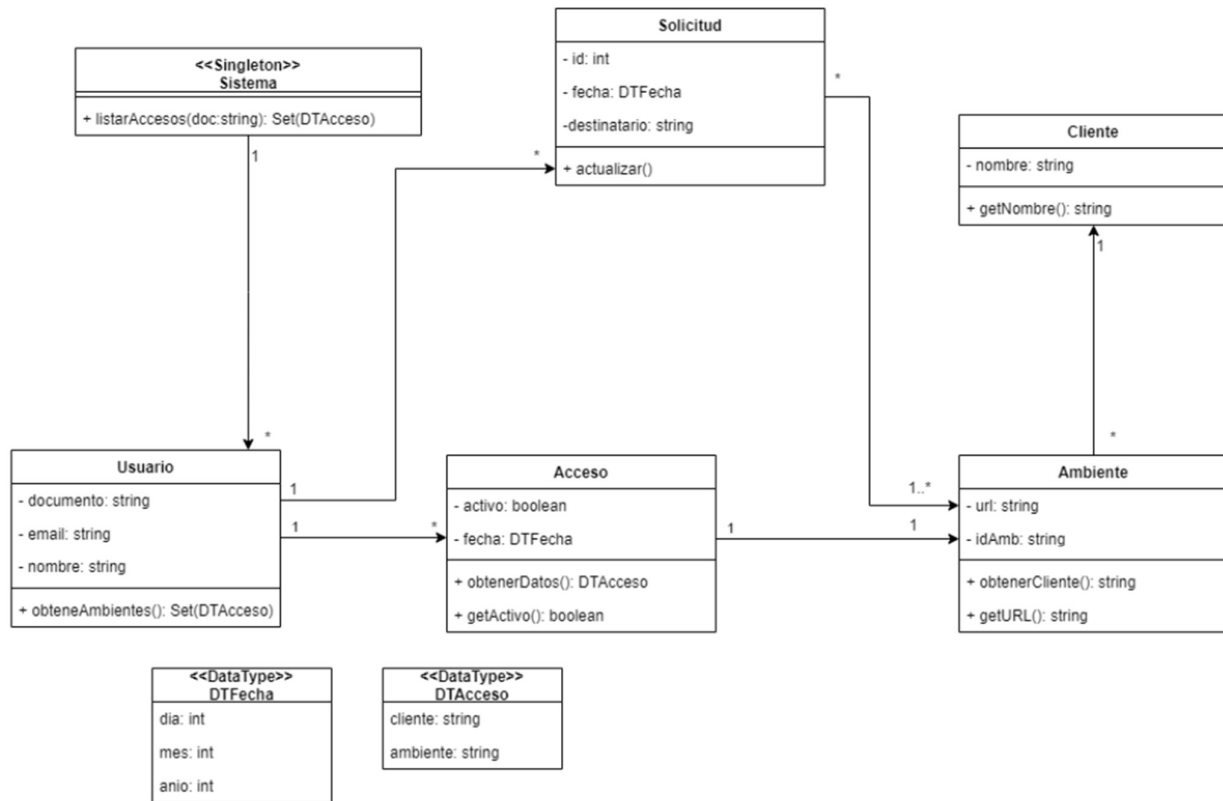 Solicitud
- id: int
- fecha: DTFecha
-destinatario: string
+ actualizar()
<<Singleton>>
Sistema
+ listarAccesos(doc:string): Set(DTAcceso)
Cliente
- nombre: string
+ getNombre(): string
*
1
*
1
*
*
1
1
*
1..*
1
1
Usuario
- documento: string
- email: string
- nombre: string
+ obteneAmbientes(): Set(DTAcceso)
Acceso
- activo: boolean
- fecha: DTFecha
+ obtenerDatos(): DTAcceso
+ getActivo(): boolean
Ambiente
- url: string
- idAmb: string
+ obtenerCliente(): string
+ getURL(): string
<<DataType>>
DTFecha
dia: int
mes: int
anio: int
<<DataType>>
DTAcceso
cliente: string
ambiente: string